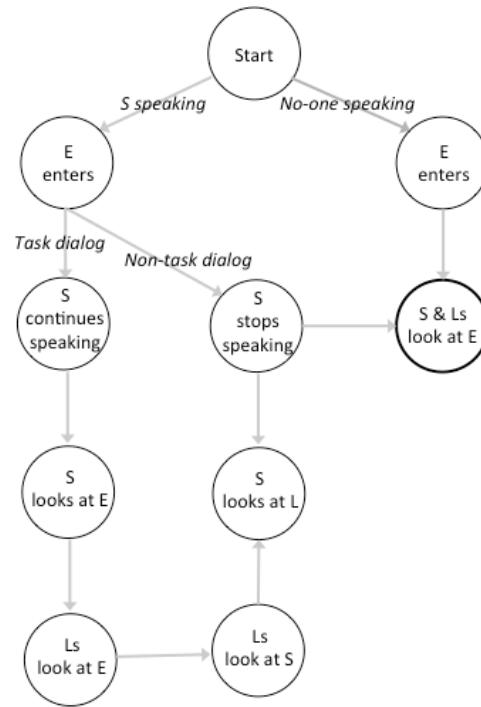 Start
S speaking
No-one speaking
E
enters
E
enters
Task dialog
Non-task dialog
S
continues
speaking
S
stops
speaking
S & Ls
look at E
S
looks at E
S
looks at L
Ls
look at E
Ls
look at S